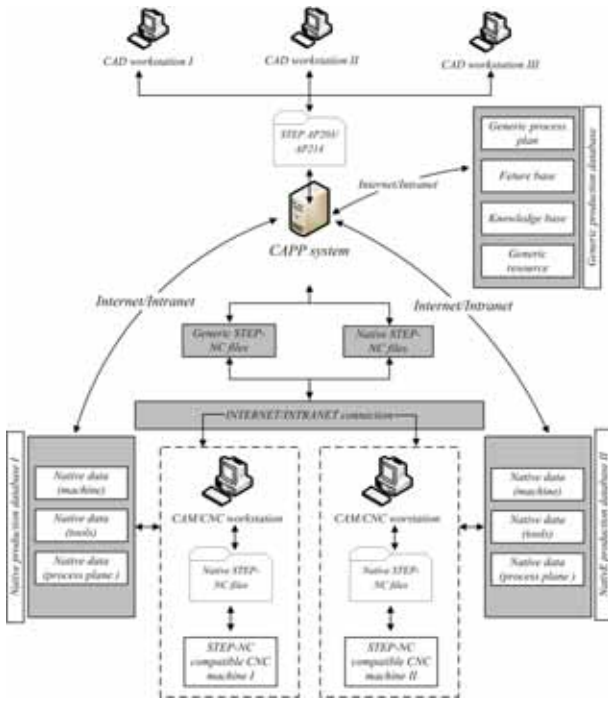 CAD workstation I
CAD workstation II
CAD workstation III
STEP AP203/
AP214
Generic process
plan
Future base
Knowledge base
Generic
resource
Generic production database
Internet/Intranet
CAPP system
Internet/Intranet
Internet/Intranet
Generic STEP-
NC files
Native STEP-
NC files
INTERNET/INTRANET connection
Native production database I
Native data
(machine)
Native data
(tools)
Native data
(process plane )
CAM/CNC workstation
Native STEP-
NC files
STEP-NC
compatible CNC
machine I
CAM/CNC worstation
Native STEP-
NC files
STEP-NC
compatible CNC
machine II
Native data
(machine)
Native data
(tools)
Native data
(process plane )
NativE production database II